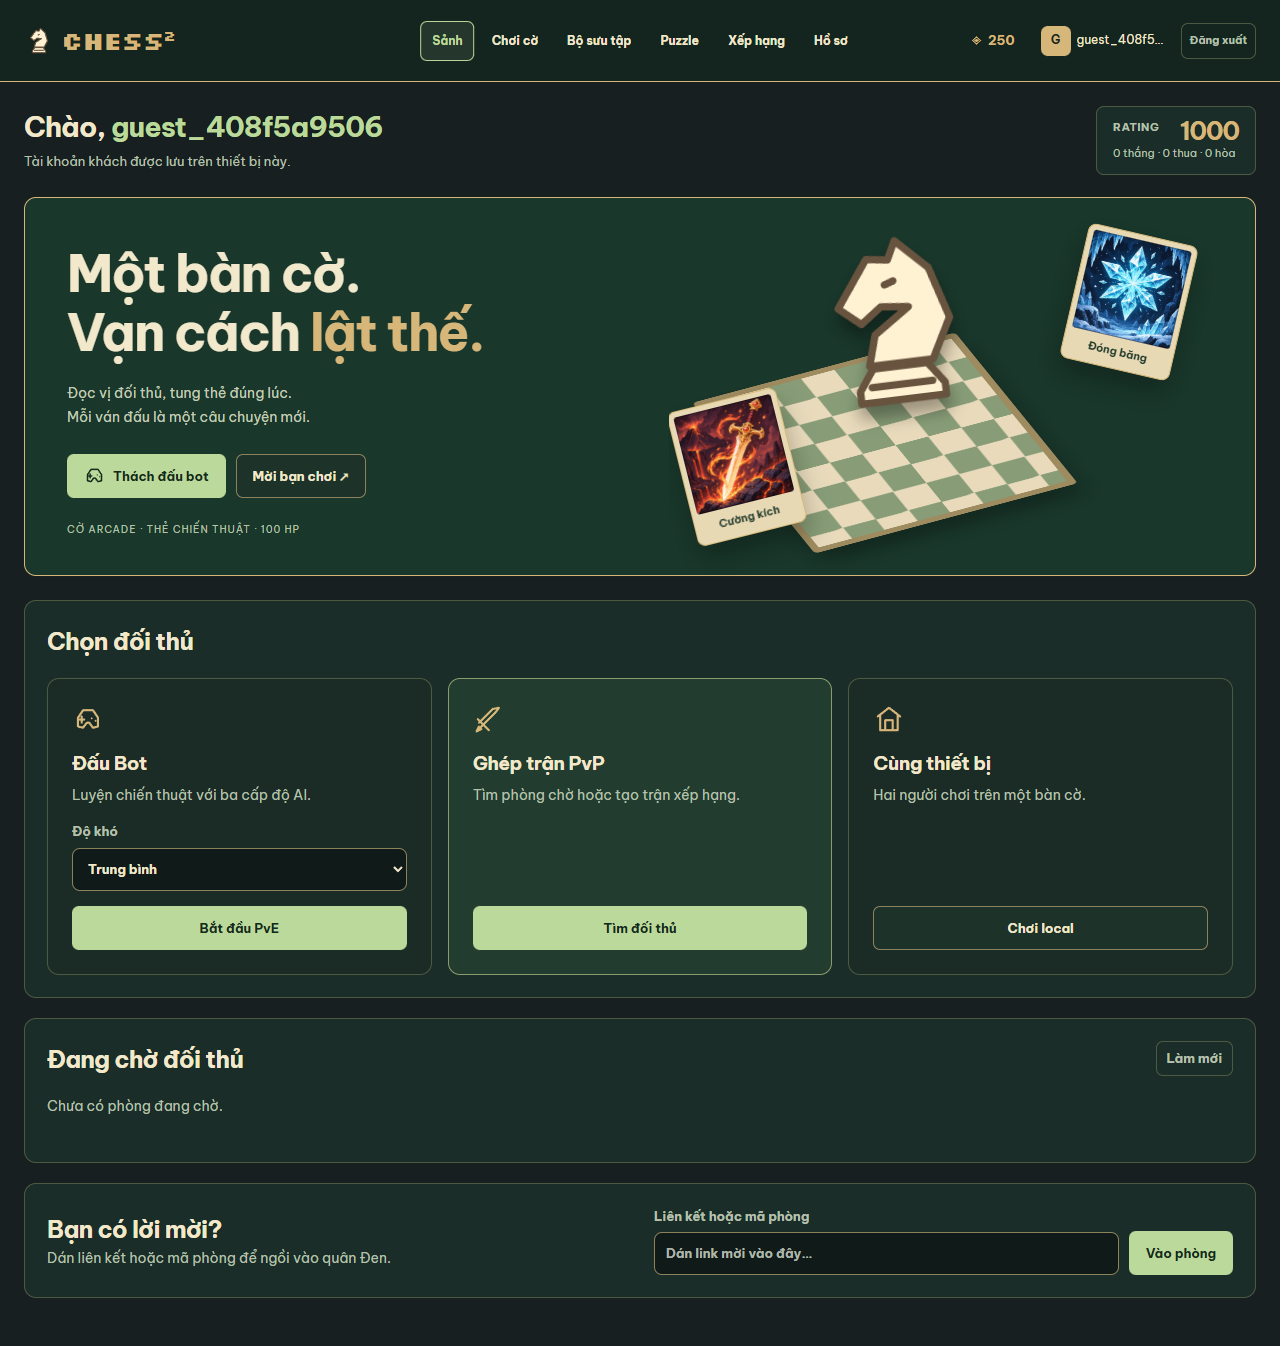 CHESS²
Sảnh
Chơi cờ
Bộ sưu tập
Puzzle
Xếp hạng
Hồ sơ
250
G
guest_408f5...
Đăng xuất
Chào, guest_408f5a9506
Tài khoản khách được lưu trên thiết bị này.
RATING 1000
0 thắng · 0 thua · 0 hòa
Một bàn cờ.
Vạn cách lật thế.
Đọc vị đối thủ, tung thẻ đúng lúc.
Mỗi ván đấu là một câu chuyện mới.
Thách đấu bot
Mời bạn chơi ↗
CỜ ARCADE · THẺ CHIẾN THUẬT · 100 HP
Cường kích
Đóng băng
Chọn đối thủ
Đấu Bot
Luyện chiến thuật với ba cấp độ AI.
Độ khó
Trung bình
Bắt đầu PvE
Ghép trận PvP
Tìm phòng chờ hoặc tạo trận xếp hạng.
Tìm đối thủ
Cùng thiết bị
Hai người chơi trên một bàn cờ.
Chơi local
Đang chờ đối thủ
Làm mới
Chưa có phòng đang chờ.
Bạn có lời mời?
Dán liên kết hoặc mã phòng để ngồi vào quân Đen.
Liên kết hoặc mã phòng
Dán link mời vào đây...
Vào phòng